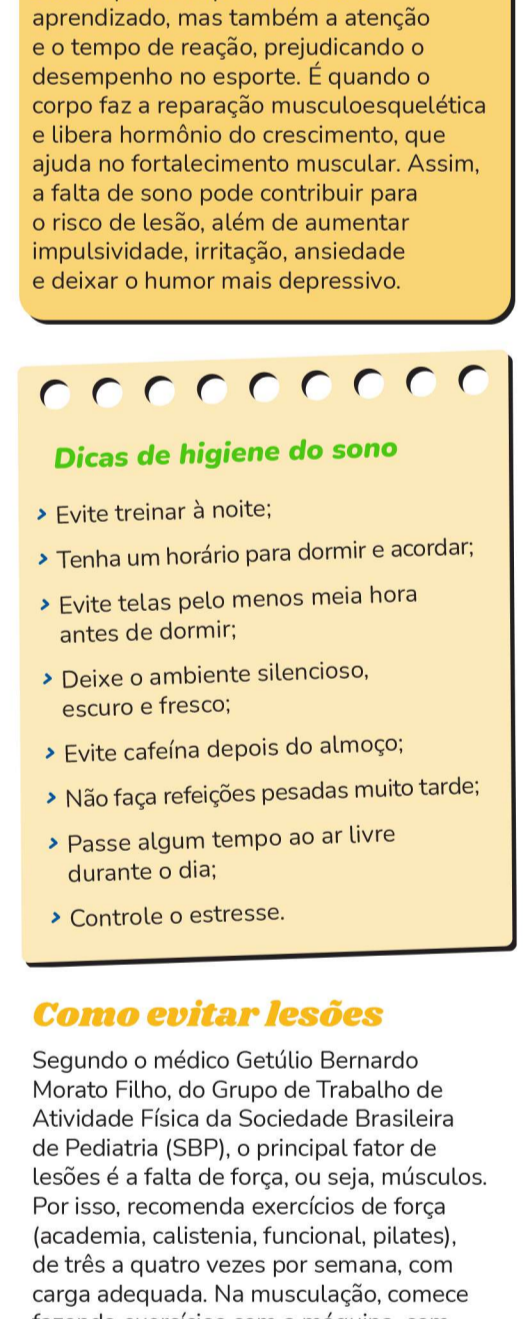 aprendizado, mas também a atenção
e o tempo de reação, prejudicando o
desempenho no esporte. É quando o
corpo faz a reparação musculoesquelética
e libera hormônio do crescimento, que
ajuda no fortalecimento muscular. Assim,
a falta de sono pode contribuir para
o risco de lesão, além de aumentar
impulsividade, irritação, ansiedade
e deixar o humor mais depressivo.
Dicas de higiene do sono
› Evite treinar à noite;
› Tenha um horário para dormir e acordar;
› Evite telas pelo menos meia hora
antes de dormir;
› Deixe o ambiente silencioso,
escuro e fresco;
› Evite cafeína depois do almoço;
› Não faça refeições pesadas muito tarde;
› Passe algum tempo ao ar livre
durante o dia;
› Controle o estresse.
Como evitar lesões
Segundo o médico Getúlio Bernardo
Morato Filho, do Grupo de Trabalho de
Atividade Física da Sociedade Brasileira
de Pediatria (SBP), o principal fator de
lesões é a falta de força, ou seja, músculos.
Por isso, recomenda exercícios de força
(academia, calistenia, funcional, pilates),
de três a quatro vezes por semana, com
carga adequada. Na musculação, comece